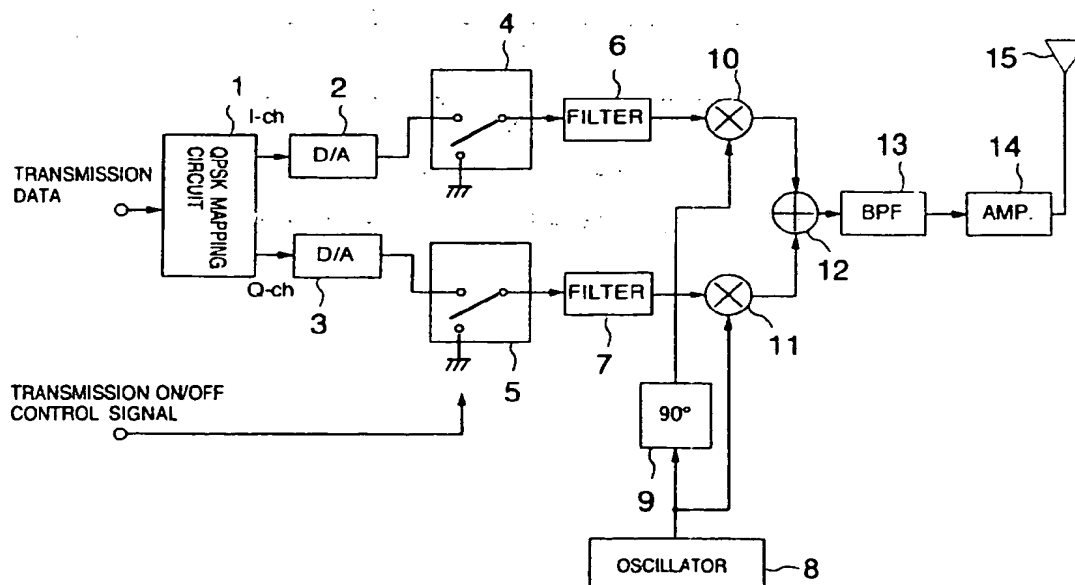 4
6
10
15
1
I-ch
2
TRANSMISSION
DATA
QPSK MAPPING
CIRCUIT
D/A
FILTER
13
14
BPF
AMP.
12
Q-ch
D/A
3
FILTER
7
11
5
TRANSMISSION ON/OFF
CONTROL SIGNAL
90°
9
OSCILLATOR
8